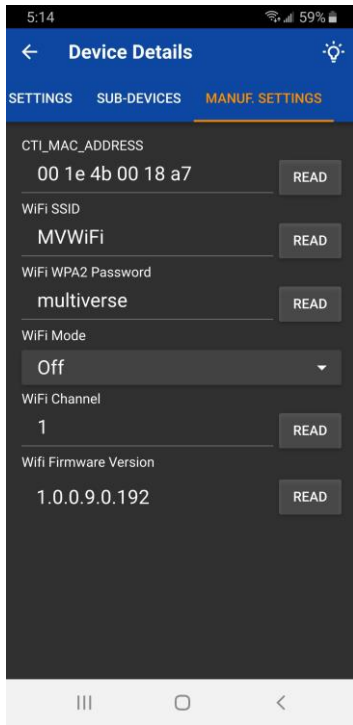 5:14 59%
Device Details
SETTINGS SUB-DEVICES MANUF. SETTINGS
CTI_MAC_ADDRESS
00 1e 4b 00 18 a7 READ
WiFi SSID
MVWiFi READ
WiFi WPA2 Password
multiverse READ
WiFi Mode
Off
WiFi Channel
1 READ
Wifi Firmware Version
1.0.0.9.0.192 READ